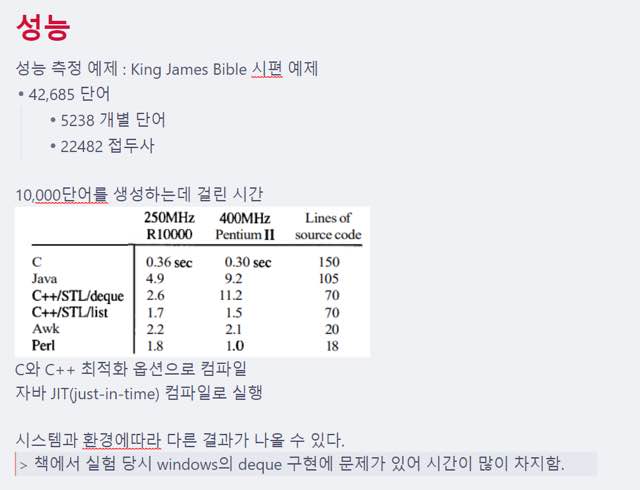 성능
성능 측정 예제 : King James Bible 시편 예제
• 42,685 단어
• 5238 개별 단어
• 22482 접두사
10,000단어를 생성하는데 걸린 시간
250MHz 400MHz Lines of
R10000 Pentium II source code
C 0.36 sec 0.30 sec 150
Java 4.9 9.2 105
C++/STL/deque 2.6 11.2 70
C++/STL/list 1.7 1.5 70
Awk 2.2 2.1 20
Perl 1.8 1.0 18
C와 C++ 최적화 옵션으로 컴파일
자바 JIT(just-in-time) 컴파일로 실행
시스템과 환경에따라 다른 결과가 나올 수 있다.
> 책에서 실험 당시 windows의 deque 구현에 문제가 있어 시간이 많이 차지함.